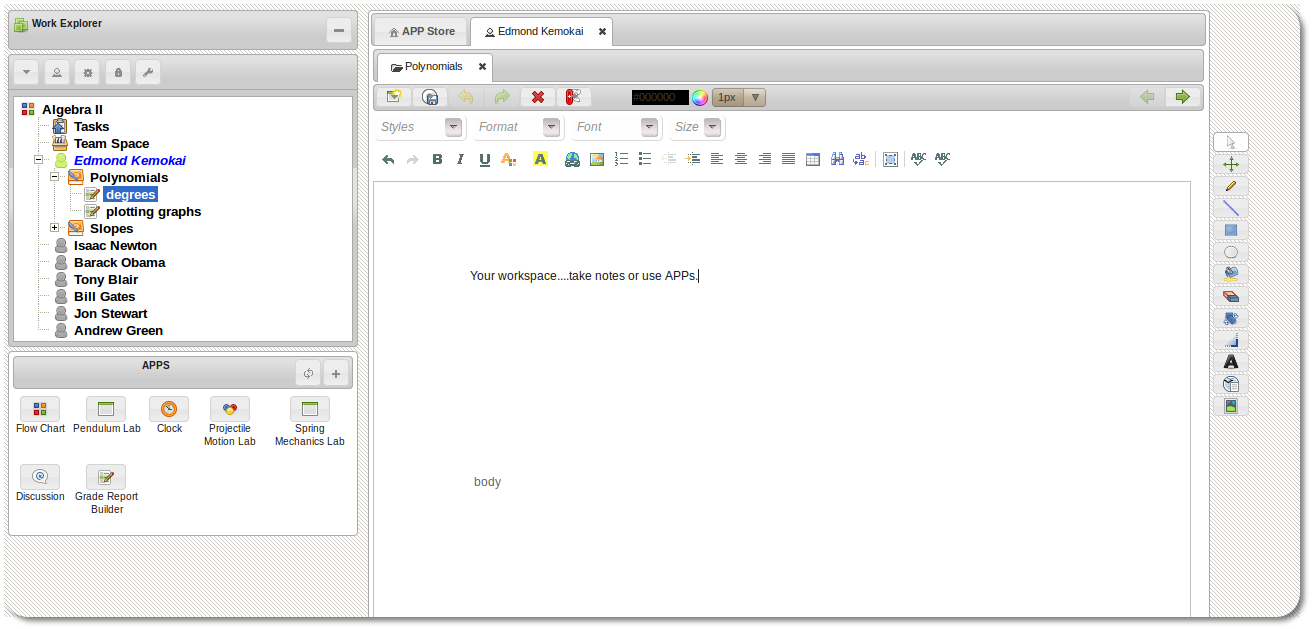 Work Explorer
Algebra II
Tasks
Team Space
Edmond Kemokai
Polynomials
degrees
plotting graphs
Slopes
Isaac Newton
Barack Obama
Tony Blair
Bill Gates
Jon Stewart
Andrew Green
APPS
Flow Chart
Pendulum Lab
Clock
Projectile
Motion Lab
Spring
Mechanics Lab
Discussion
Grade Report
Builder
APP Store
Edmond Kemokai
Polynomials
#000000
1px
Styles
Format
Font
Size
B I U A A
ABC ABC
Your workspace....take notes or use APPs.
body
A